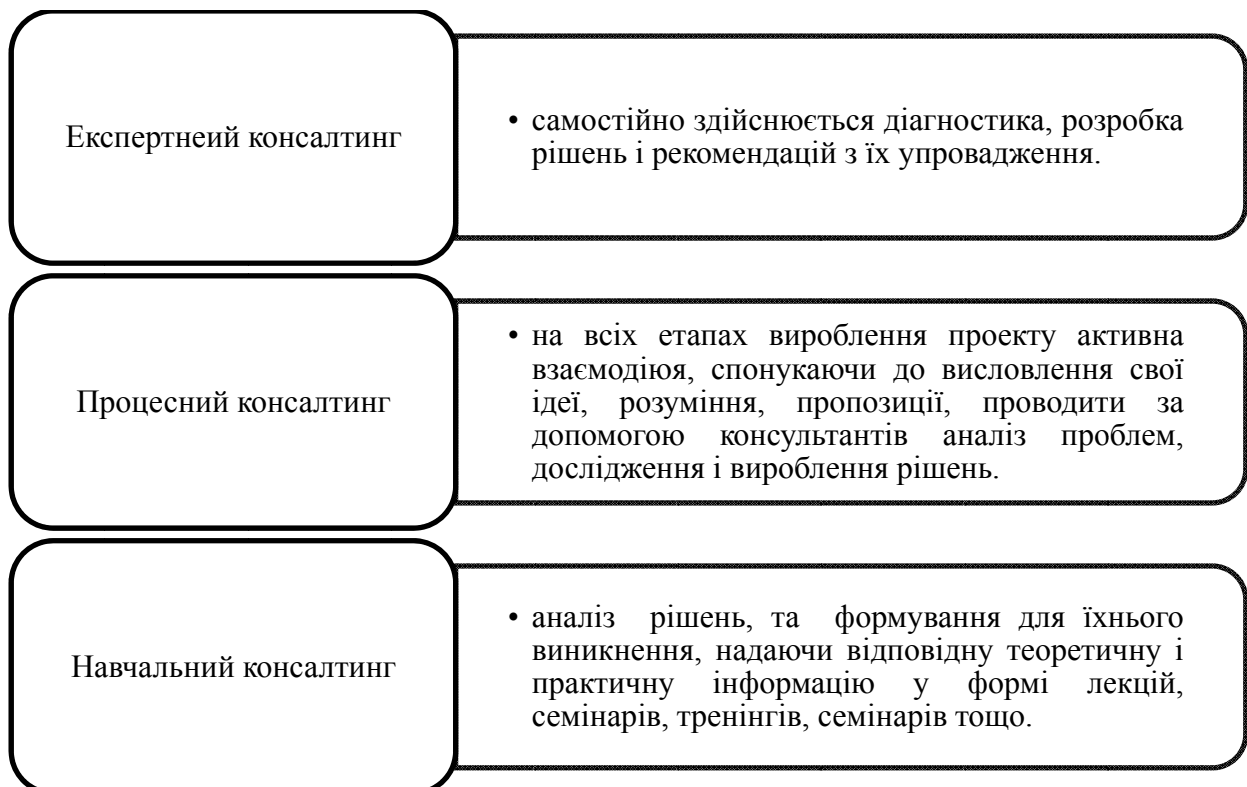 Експертнеий консалтинг
• самостійно здійснюється діагностика, розробка
рішень і рекомендацій з їх упровадження.
Процесний консалтинг
• на всіх етапах вироблення проекту активна
взаємодіюя, спонукаючи до висловлення свої
ідеї, розуміння, пропозиції, проводити за
допомогою консультантів аналіз проблем,
дослідження і вироблення рішень.
Навчальний консалтинг
• аналіз рішень, та формування для їхнього
виникнення, надаючи відповідну теоретичну і
практичну інформацію у формі лекцій,
семінарів, тренінгів, семінарів тощо.